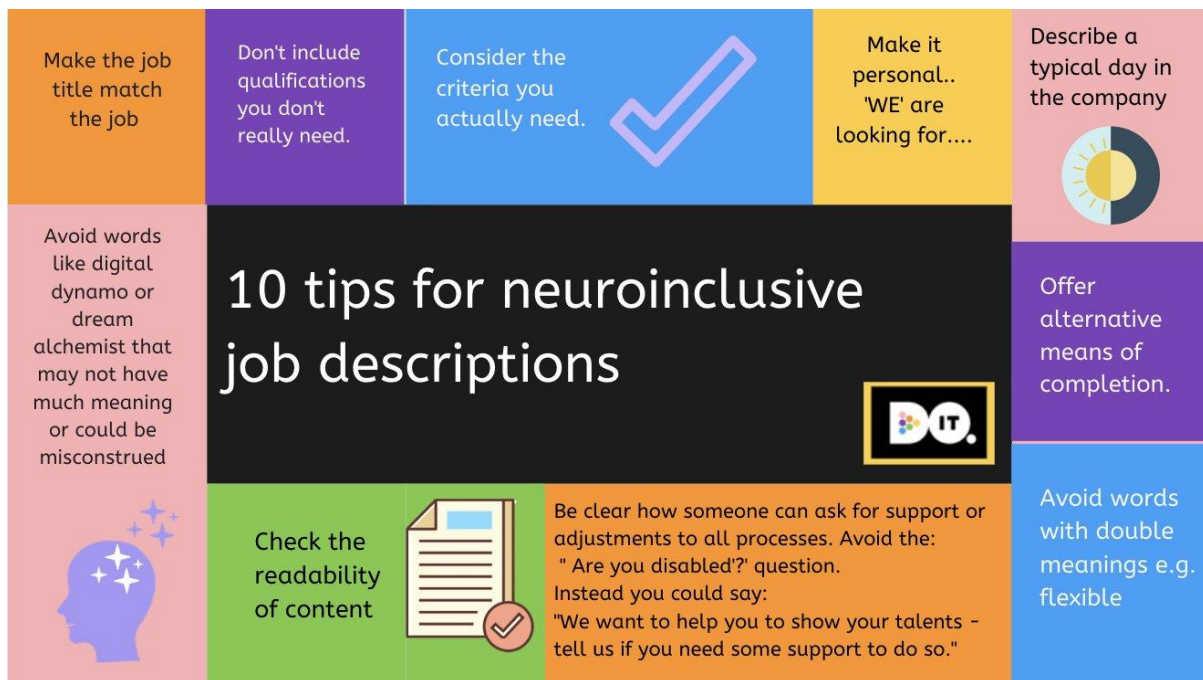 Make the job
title match
the job
Don't include
qualifications
you don't
really need.
Consider the
criteria you
actually need.
Make it
personal..
'WE' are
looking for....
Describe a
typical day in
the company
Avoid words
like digital
dynamo or
dream
alchemist that
may not have
much meaning
or could be
misconstrued
10 tips for neuroinclusive
job descriptions
DO IT.
Offer
alternative
means of
completion.
Avoid words
with double
meanings e.g.
flexible
Check the
readability
of content
Be clear how someone can ask for support or
adjustments to all processes. Avoid the:
" Are you disabled'?' question.
Instead you could say:
"We want to help you to show your talents -
tell us if you need some support to do so."